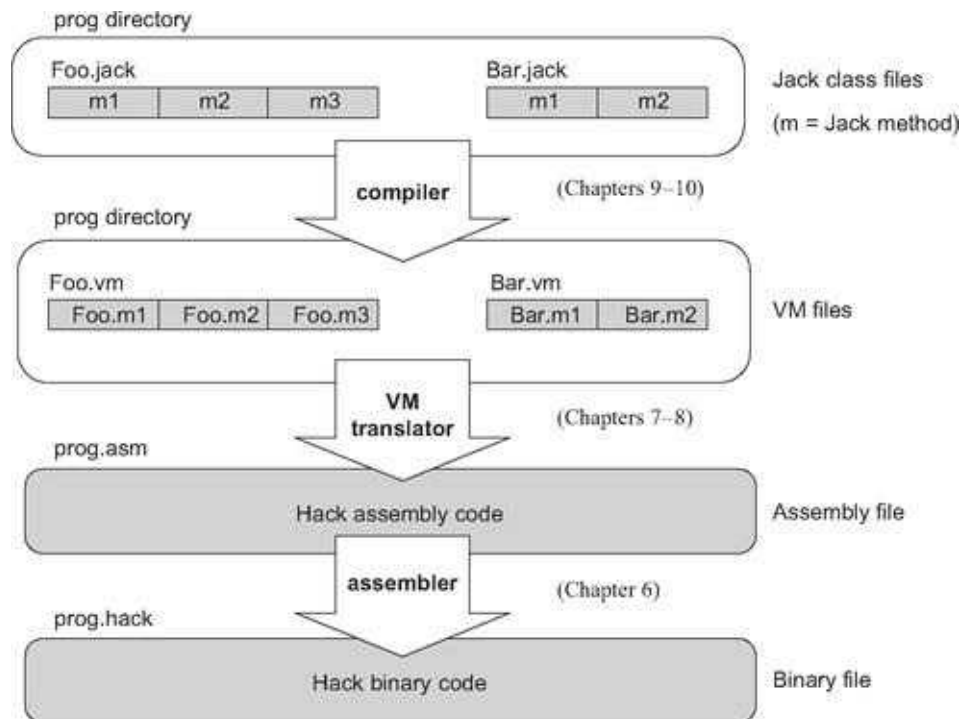 prog directory
Foo.jack
m1 m2 m3
Bar.jack
m1 m2
Jack class files
(m = Jack method)
compiler
(Chapters 9–10)
prog directory
Foo.vm
Foo.m1 Foo.m2 Foo.m3
Bar.vm
Bar.m1 Bar.m2
VM files
VM
translator
(Chapters 7–8)
prog.asm
Hack assembly code
Assembly file
assembler
(Chapter 6)
prog.hack
Hack binary code
Binary file